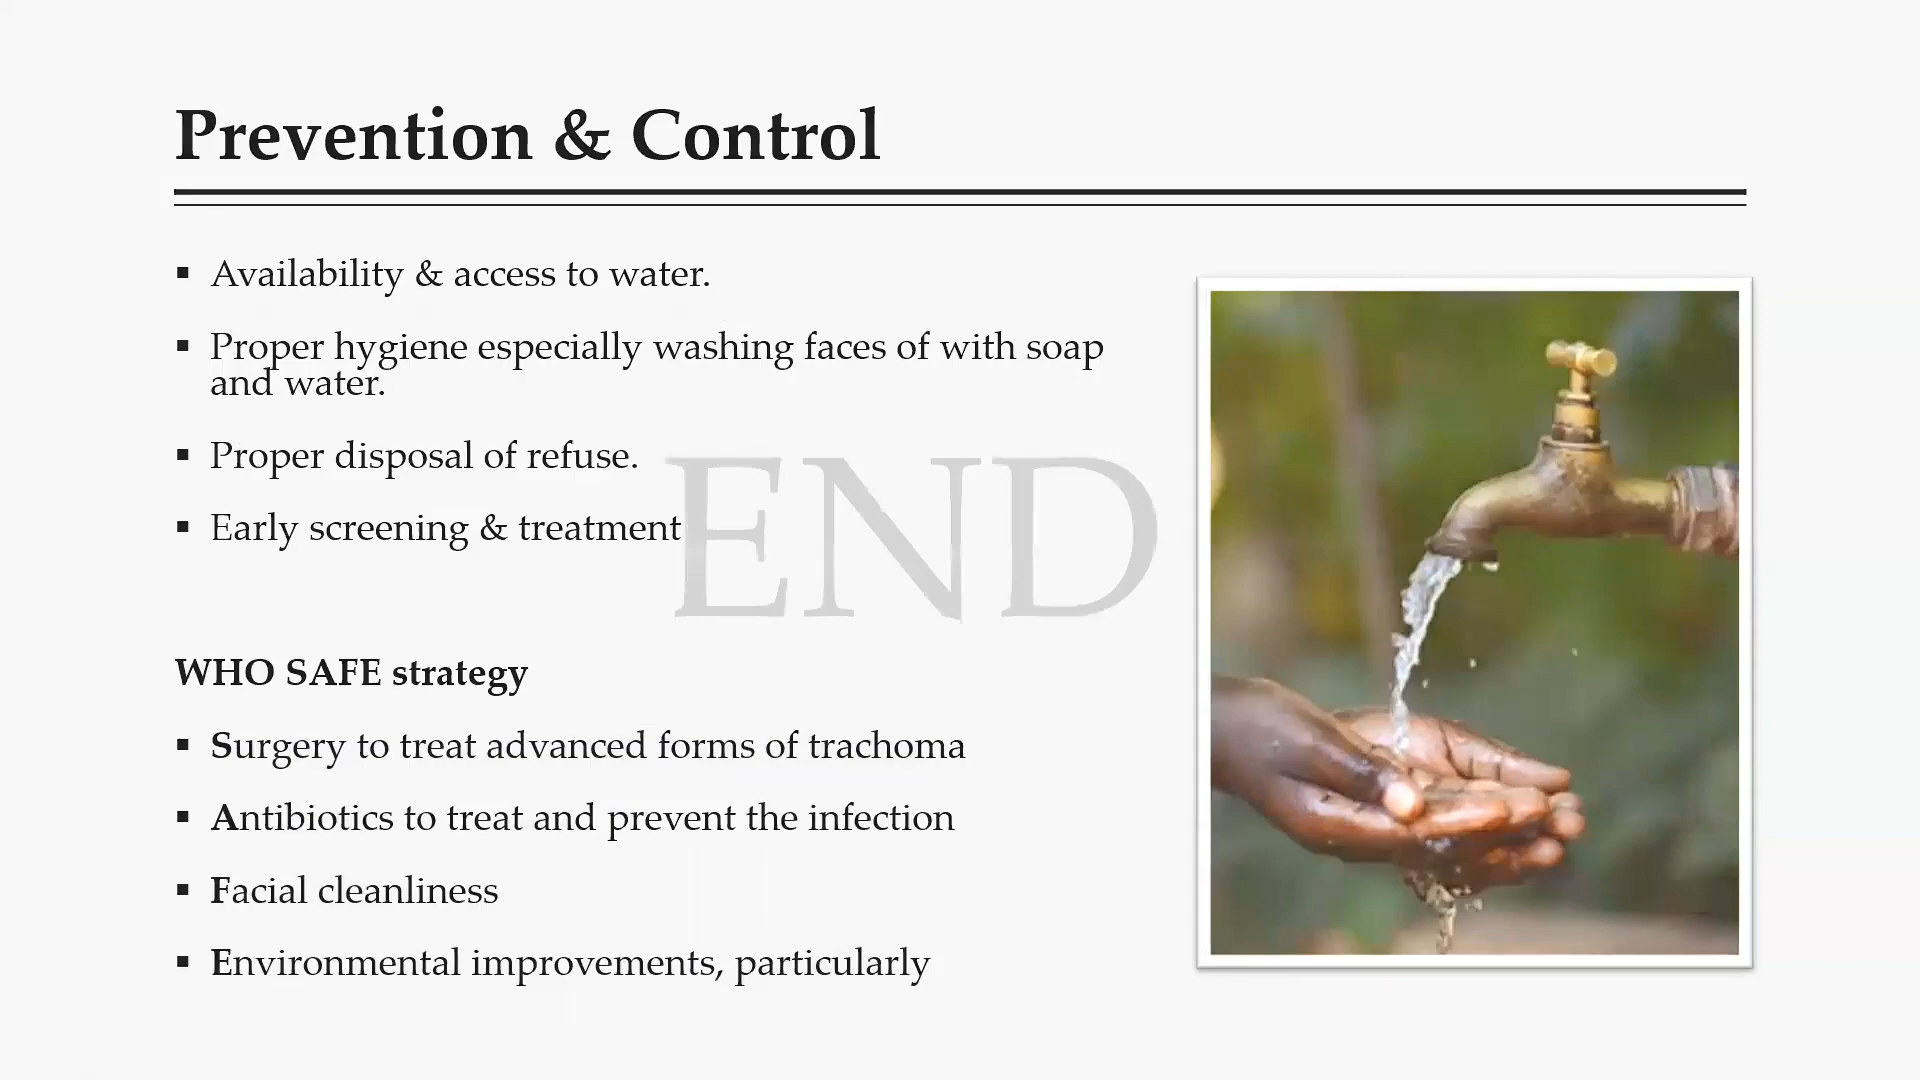 Prevention & Control
▪ Availability & access to water.
▪ Proper hygiene especially washing faces of with soap
and water.
▪ Proper disposal of refuse.
▪ Early screening & treatment
END
WHO SAFE strategy
▪ Surgery to treat advanced forms of trachoma
▪ Antibiotics to treat and prevent the infection
▪ Facial cleanliness
▪ Environmental improvements, particularly